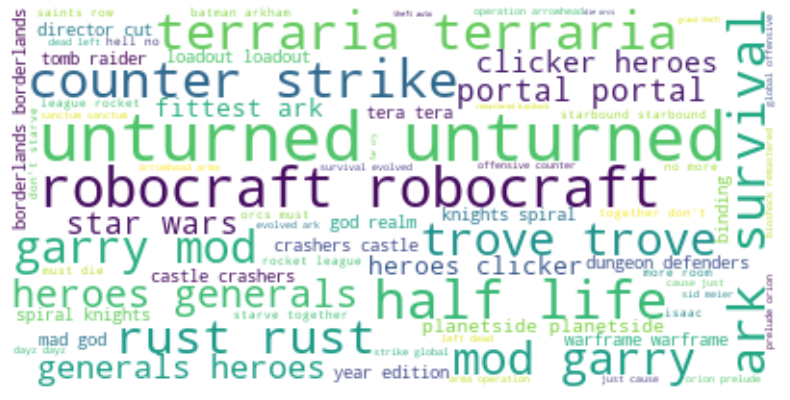 saints row
batman arkham
theft auto
operation arrowhead
die orcs
grand theft
director cut
terraria terraria
dead left
hell no
tomb raider
loadout loadout
clicker heroes
counter strike
portal portal
league rocket
fittest ark
tera tera
remastered bioshock
starbound starbound
sanctum sanctum
borderlands borderlands
don't starve
unturned unturned
far cry
ark survival
global offensive
bioshock remastered
arrowhead arma
survival evolved
offensive counter
no more
robocraft robocraft
binding
star wars
orcs must
evolved ark
god realm
knights spiral
together don't
garry mod
crashers castle
trove trove
rocket league
must die
castle crashers
heroes clicker
dungeon defenders
more room
cause just
heroes generals
half life
sid meier
isaac
prelude orion
spiral knights
starve together
planetside planetside
mad god
rust rust
left dead
warframe warframe
dayz dayz
strike global
mod garry
generals heroes
year edition
arma operation
just cause
orion prelude